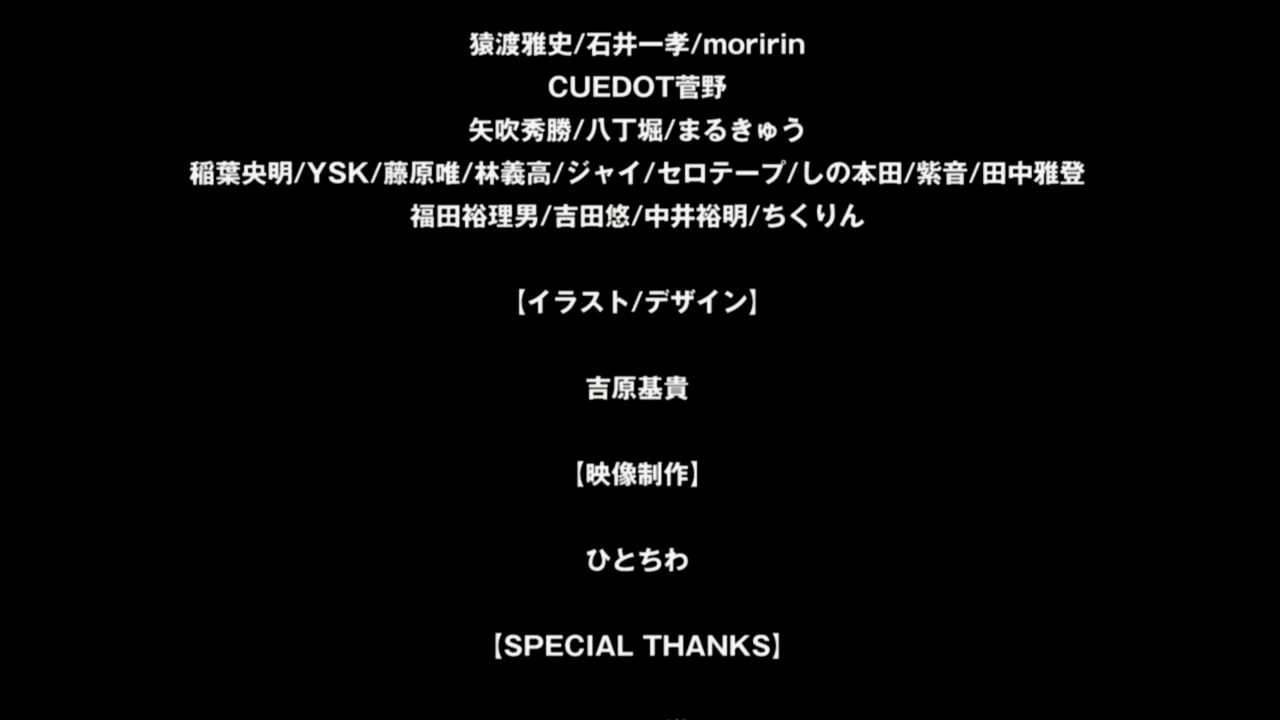 猿渡雅史/石井一孝/moririn
CUEDOT菅野
矢吹秀勝/八丁堀/まるきゅう
稲葉央明/YSK/藤原唯/林義高/ジャイ/セロテープ/しの本田/紫音/田中雅登
福田裕理男/吉田悠/中井裕明/ちくりん
【イラスト/デザイン】
吉原基貴
【映像制作】
ひとちわ
【SPECIAL THANKS】